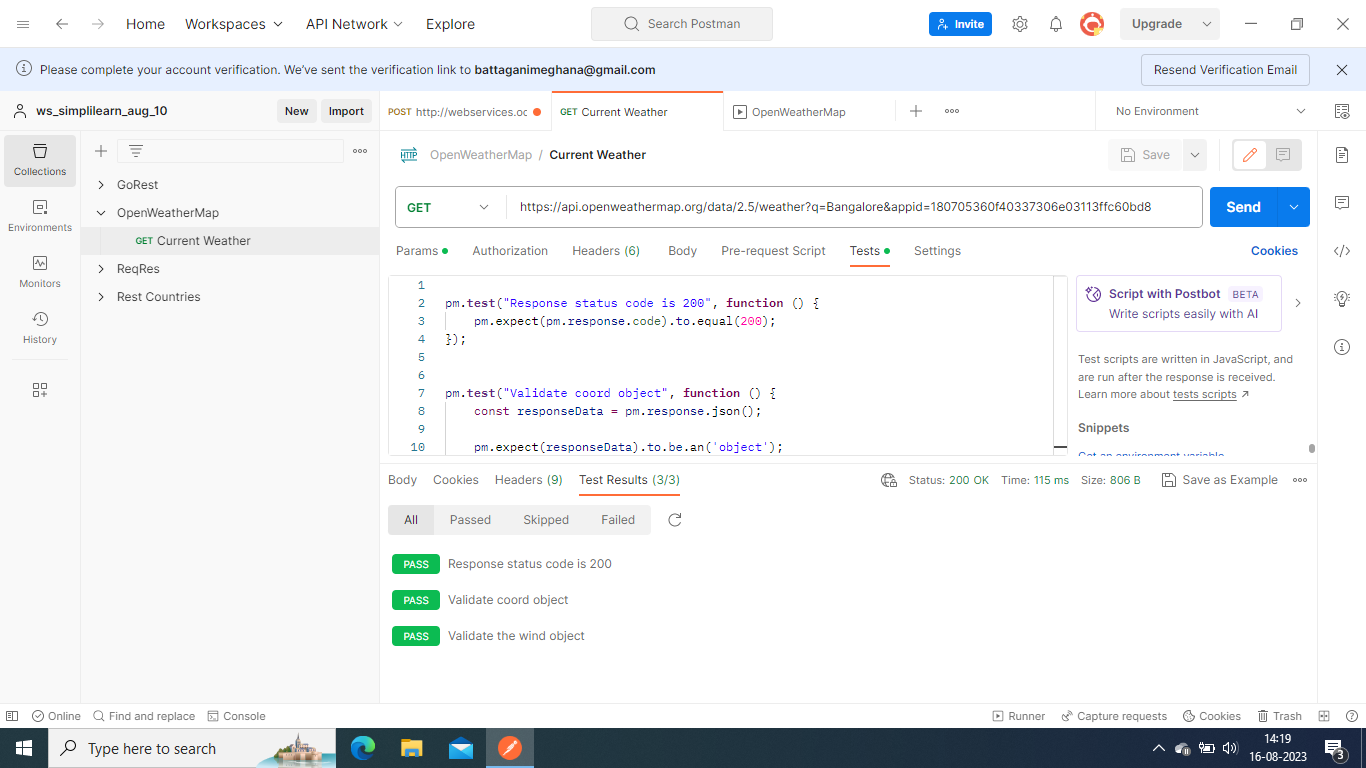 Home Workspaces API Network Explore Search Postman Invite Upgrade
Please complete your account verification. We've sent the verification link to battaganimeghana@gmail.com Resend Verification Email
ws_simplilearn_aug_10 New Import POST http://webservices.oc GET Current Weather OpenWeatherMap No Environment
Collections
Environments
Monitors
History
GoRest
OpenWeatherMap
GET Current Weather
ReqRes
Rest Countries
HTTP OpenWeatherMap / Current Weather Save
GET https://api.openweathermap.org/data/2.5/weather?q=Bangalore&appid=180705360f40337306e03113ffc60bd8 Send
Params Authorization Headers (6) Body Pre-request Script Tests Settings Cookies
1
2 pm.test("Response status code is 200", function () {
3 pm.expect(pm.response.code).to.equal(200);
4 });
5
6
7 pm.test("Validate coord object", function () {
8 const responseData = pm.response.json();
9
10 pm.expect(responseData).to.be.an('object');
Script with Postbot BETA
Write scripts easily with AI
Test scripts are written in JavaScript, and
are run after the response is received.
Learn more about tests scripts ↗
Snippets
Get an environment variable
Body Cookies Headers (9) Test Results (3/3) Status: 200 OK Time: 115 ms Size: 806 B Save as Example
All Passed Skipped Failed
PASS Response status code is 200
PASS Validate coord object
PASS Validate the wind object
Online Find and replace Console Runner Capture requests Cookies Trash
Type here to search 14:19
16-08-2023
3